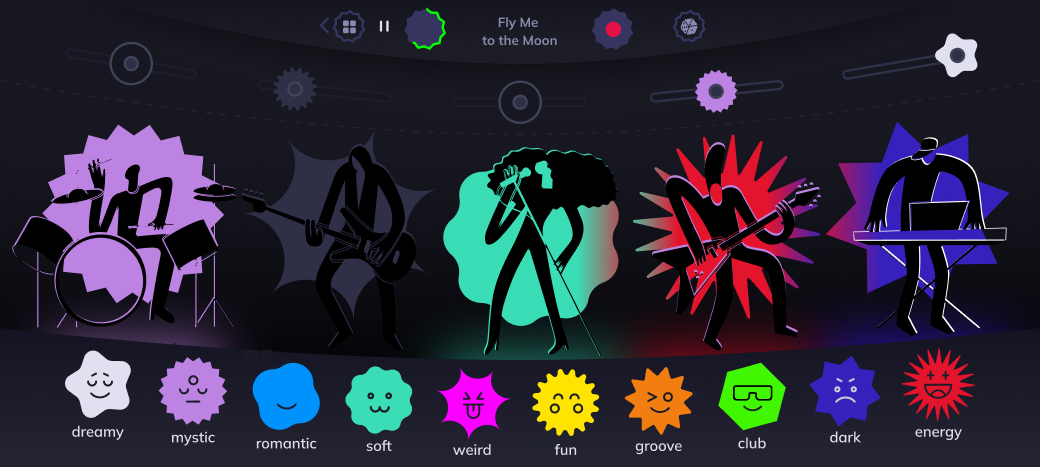 Fly Me
to the Moon
dreamy
mystic
romantic
soft
weird
fun
groove
club
dark
energy